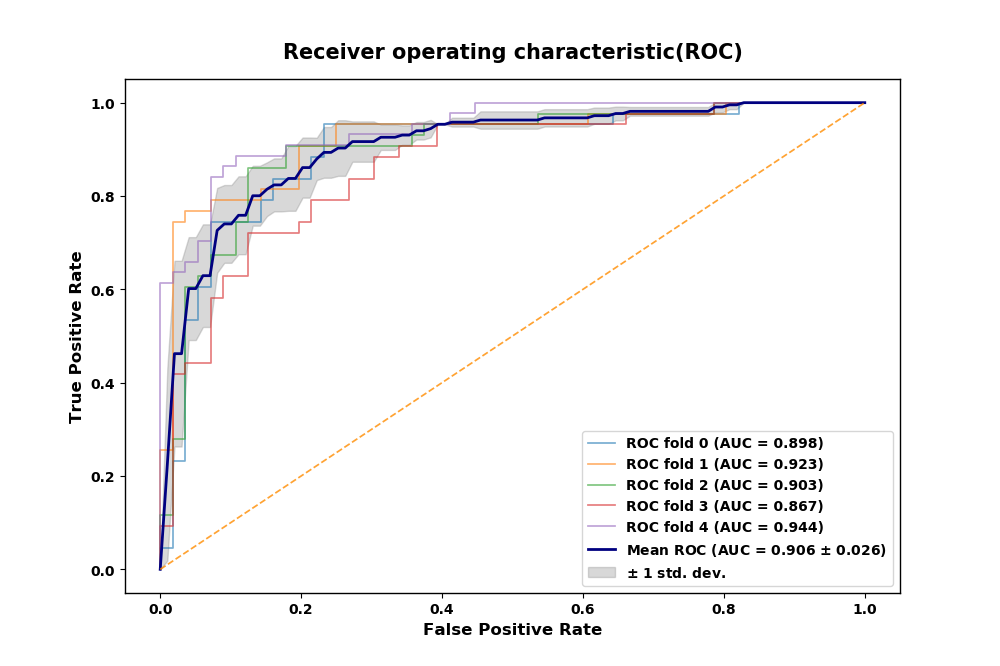 Receiver operating characteristic(ROC)
1.0
0.8
0.6
0.4
0.2
0.0
True Positive Rate
0.0 0.2 0.4 0.6 0.8 1.0
False Positive Rate
ROC fold 0 (AUC = 0.898)
ROC fold 1 (AUC = 0.923)
ROC fold 2 (AUC = 0.903)
ROC fold 3 (AUC = 0.867)
ROC fold 4 (AUC = 0.944)
Mean ROC (AUC = 0.906 ± 0.026)
± 1 std. dev.